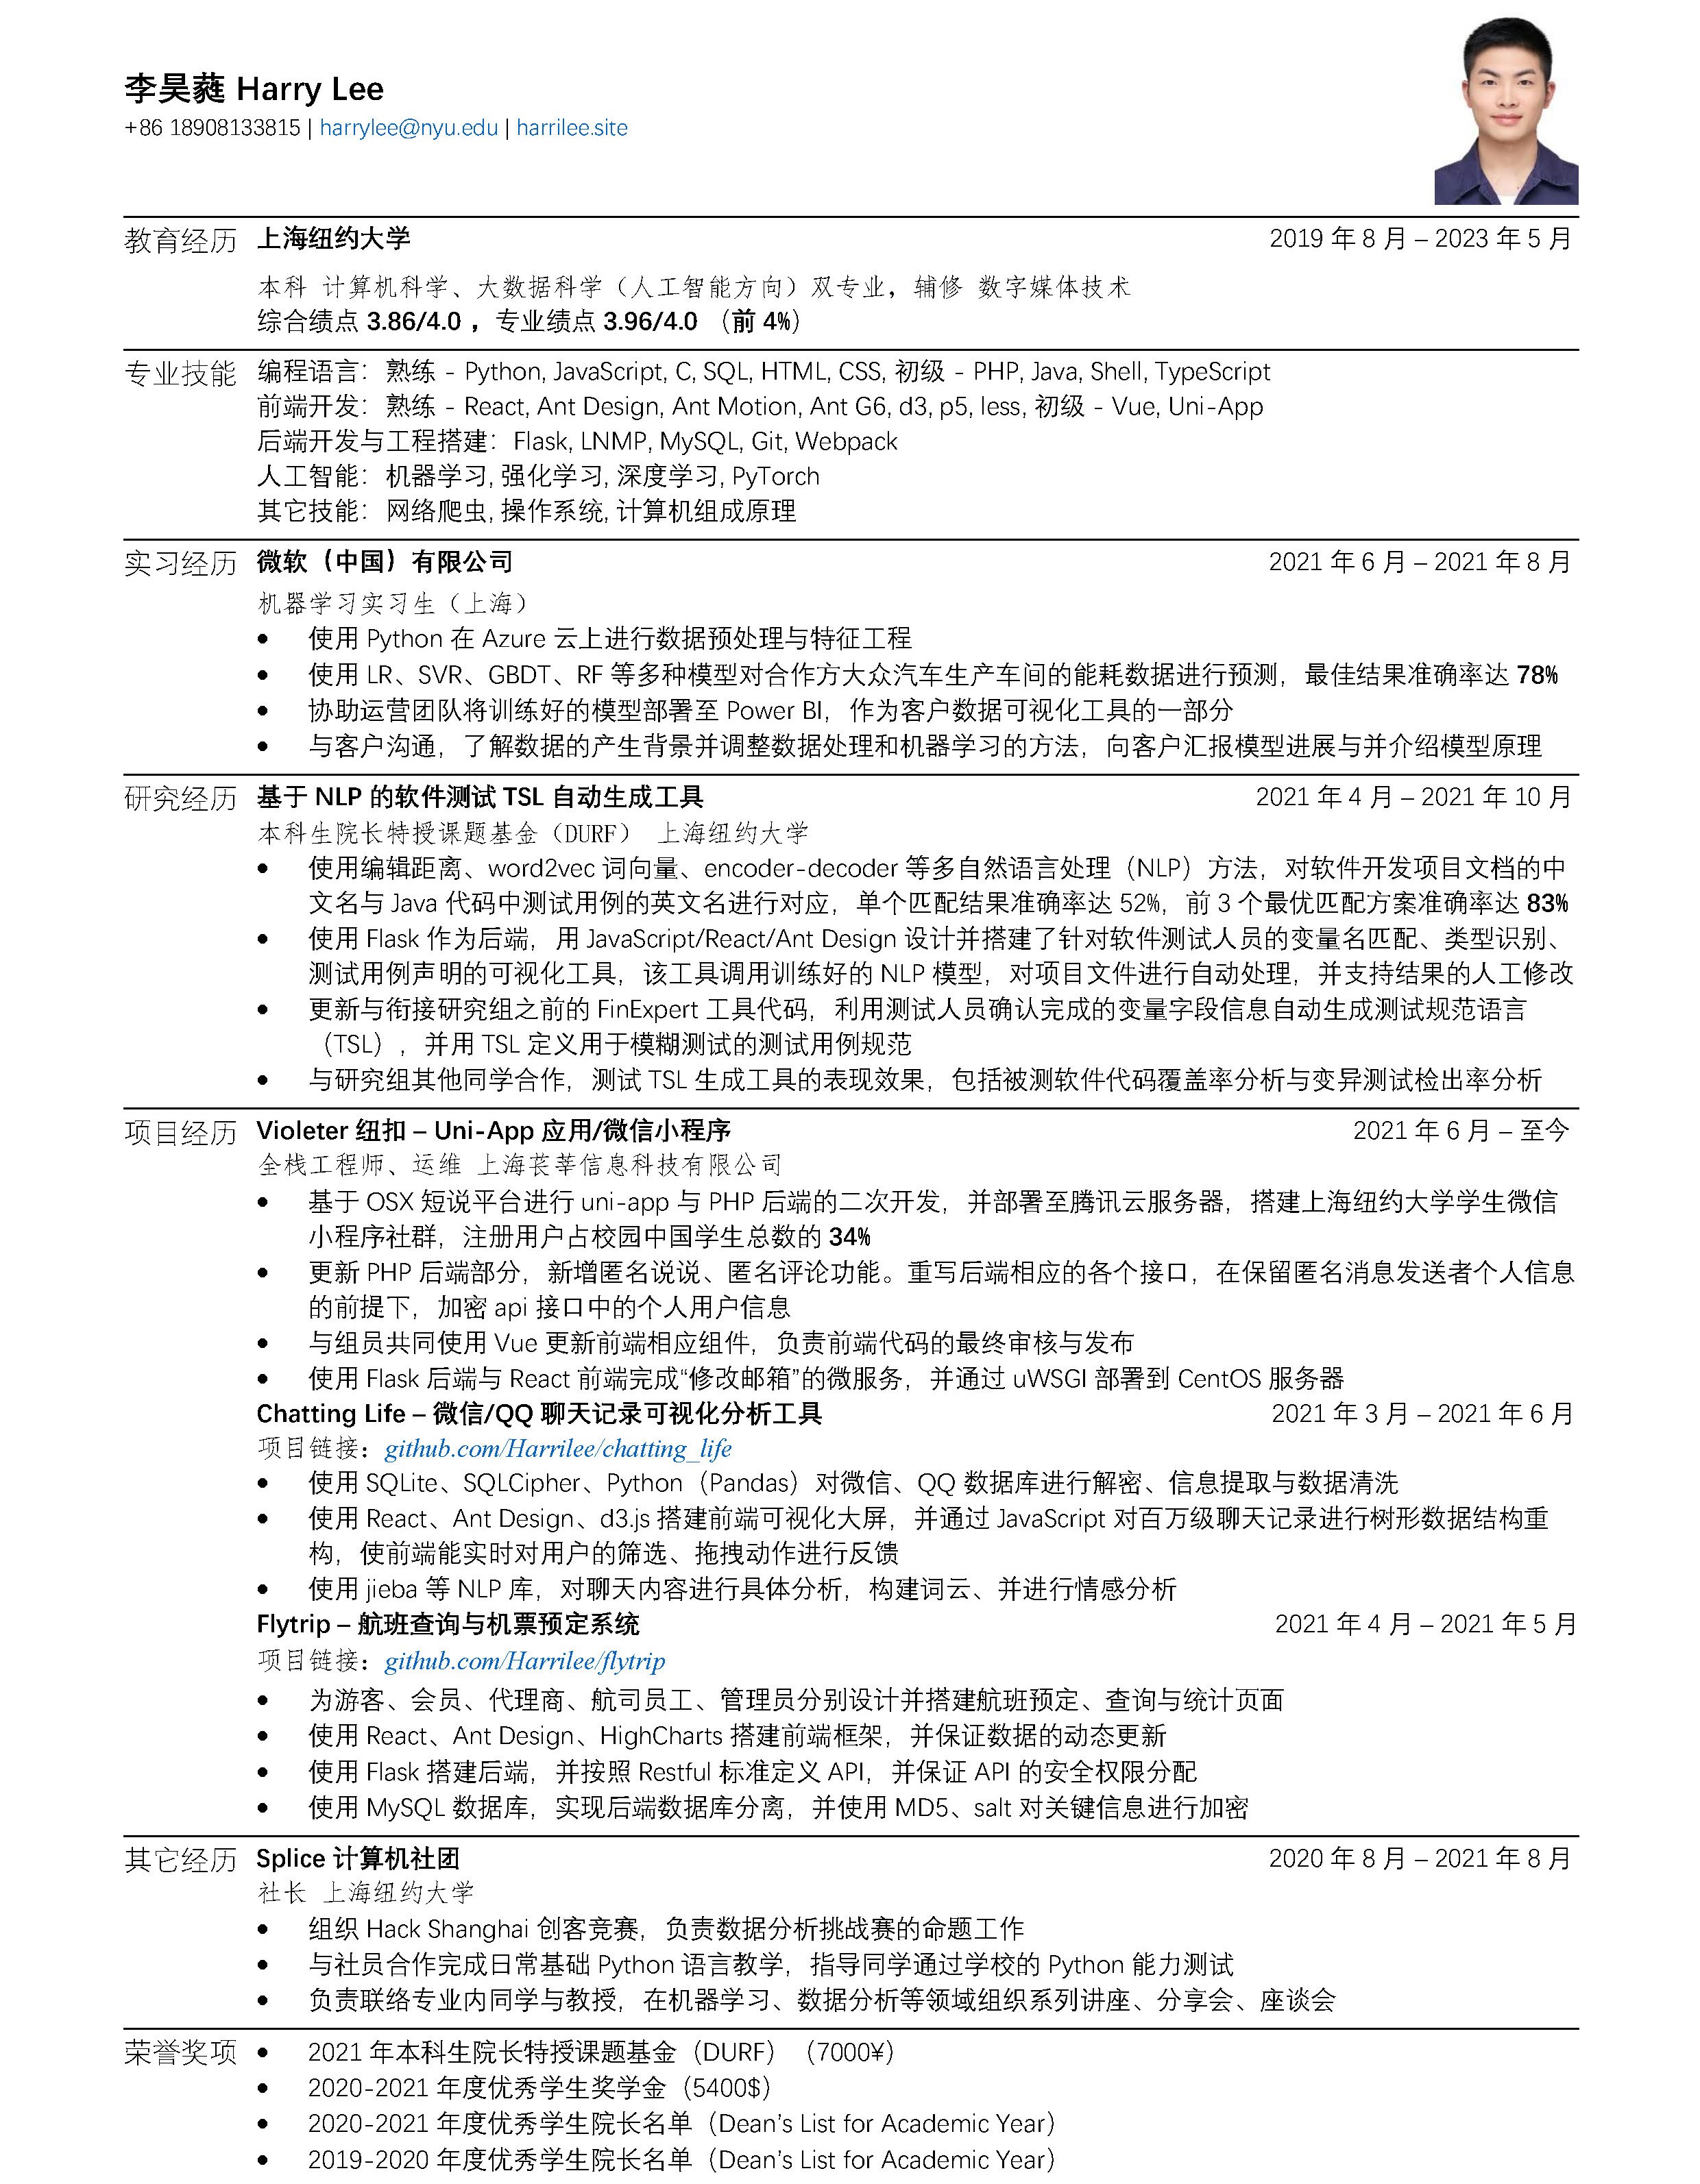 李昊蕤 Harry Lee
+86 18908133815 | harrylee@nyu.edu | harrilee.site
教育经历 上海纽约大学 2019 年 8 月 – 2023 年 5 月
本科 计算机科学、大数据科学（人工智能方向）双专业，辅修 数字媒体技术
综合绩点 3.86/4.0 ，专业绩点 3.96/4.0 （前 4%）
专业技能 编程语言：熟练 - Python, JavaScript, C, SQL, HTML, CSS, 初级 - PHP, Java, Shell, TypeScript
前端开发：熟练 - React, Ant Design, Ant Motion, Ant G6, d3, p5, less, 初级 - Vue, Uni-App
后端开发与工程搭建：Flask, LNMP, MySQL, Git, Webpack
人工智能：机器学习, 强化学习, 深度学习, PyTorch
其它技能：网络爬虫, 操作系统, 计算机组成原理
实习经历 微软（中国）有限公司 2021 年 6 月 – 2021 年 8 月
机器学习实习生（上海）
• 使用 Python 在 Azure 云上进行数据预处理与特征工程
• 使用 LR、SVR、GBDT、RF 等多种模型对合作方大众汽车生产车间的能耗数据进行预测，最佳结果准确率达 78%
• 协助运营团队将训练好的模型部署至 Power BI，作为客户数据可视化工具的一部分
• 与客户沟通，了解数据的产生背景并调整数据处理和机器学习的方法，向客户汇报模型进展与并介绍模型原理
研究经历 基于 NLP 的软件测试 TSL 自动生成工具 2021 年 4 月 – 2021 年 10 月
本科生院长特授课题基金（DURF） 上海纽约大学
• 使用编辑距离、word2vec 词向量、encoder-decoder 等多自然语言处理（NLP）方法，对软件开发项目文档的中
文名与 Java 代码中测试用例的英文名进行对应，单个匹配结果准确率达 52%，前 3 个最优匹配方案准确率达 83%
• 使用 Flask 作为后端，用 JavaScript/React/Ant Design 设计并搭建了针对软件测试人员的变量名匹配、类型识别、
测试用例声明的可视化工具，该工具调用训练好的 NLP 模型，对项目文件进行自动处理，并支持结果的人工修改
• 更新与衔接研究组之前的 FinExpert 工具代码，利用测试人员确认完成的变量字段信息自动生成测试规范语言
（TSL）, 并用 TSL 定义用于模糊测试的测试用例规范
• 与研究组其他同学合作，测试 TSL 生成工具的表现效果，包括被测软件代码覆盖率分析与变异测试检出率分析
项目经历 Violeter 纽扣 – Uni-App 应用/微信小程序 2021 年 6 月 – 至今
全栈工程师、运维 上海苌莘信息科技有限公司
• 基于 OSX 短说平台进行 uni-app 与 PHP 后端的二次开发，并部署至腾讯云服务器，搭建上海纽约大学学生微信
小程序社群，注册用户占校园中国学生总数的 34%
• 更新 PHP 后端部分，新增匿名说说、匿名评论功能。重写后端相应的各个接口，在保留匿名消息发送者个人信息
的前提下，加密 api 接口中的个人用户信息
• 与组员共同使用 Vue 更新前端相应组件，负责前端代码的最终审核与发布
• 使用 Flask 后端与 React 前端完成“修改邮箱”的微服务，并通过 uWSGI 部署到 CentOS 服务器
Chatting Life – 微信/QQ 聊天记录可视化分析工具 2021 年 3 月 – 2021 年 6 月
项目链接：github.com/Harrilee/chatting_life
• 使用 SQLite、SQLCipher、Python（Pandas）对微信、QQ 数据库进行解密、信息提取与数据清洗
• 使用 React、Ant Design、d3.js 搭建前端可视化大屏，并通过 JavaScript 对百万级聊天记录进行树形数据结构重
构，使前端能实时对用户的筛选、拖拽动作进行反馈
• 使用 jieba 等 NLP 库，对聊天内容进行具体分析，构建词云、并进行情感分析
Flytrip – 航班查询与机票预定系统 2021 年 4 月 – 2021 年 5 月
项目链接：github.com/Harrilee/flytrip
• 为游客、会员、代理商、航司员工、管理员分别设计并搭建航班预定、查询与统计页面
• 使用 React、Ant Design、HighCharts 搭建前端框架，并保证数据的动态更新
• 使用 Flask 搭建后端，并按照 Restful 标准定义 API，并保证 API 的安全权限分配
• 使用 MySQL 数据库，实现后端数据库分离，并使用 MD5、salt 对关键信息进行加密
其它经历 Splice 计算机社团 2020 年 8 月 – 2021 年 8 月
社长 上海纽约大学
• 组织 Hack Shanghai 创客竞赛，负责数据分析挑战赛的命题工作
• 与社员合作完成日常基础 Python 语言教学，指导同学通过学校的 Python 能力测试
• 负责联络专业内同学与教授，在机器学习、数据分析等领域组织系列讲座、分享会、座谈会
荣誉奖项 • 2021 年本科生院长特授课题基金（DURF）（7000¥）
• 2020-2021 年度优秀学生奖学金（5400$）
• 2020-2021 年度优秀学生院长名单（Dean’s List for Academic Year）
• 2019-2020 年度优秀学生院长名单（Dean’s List for Academic Year）